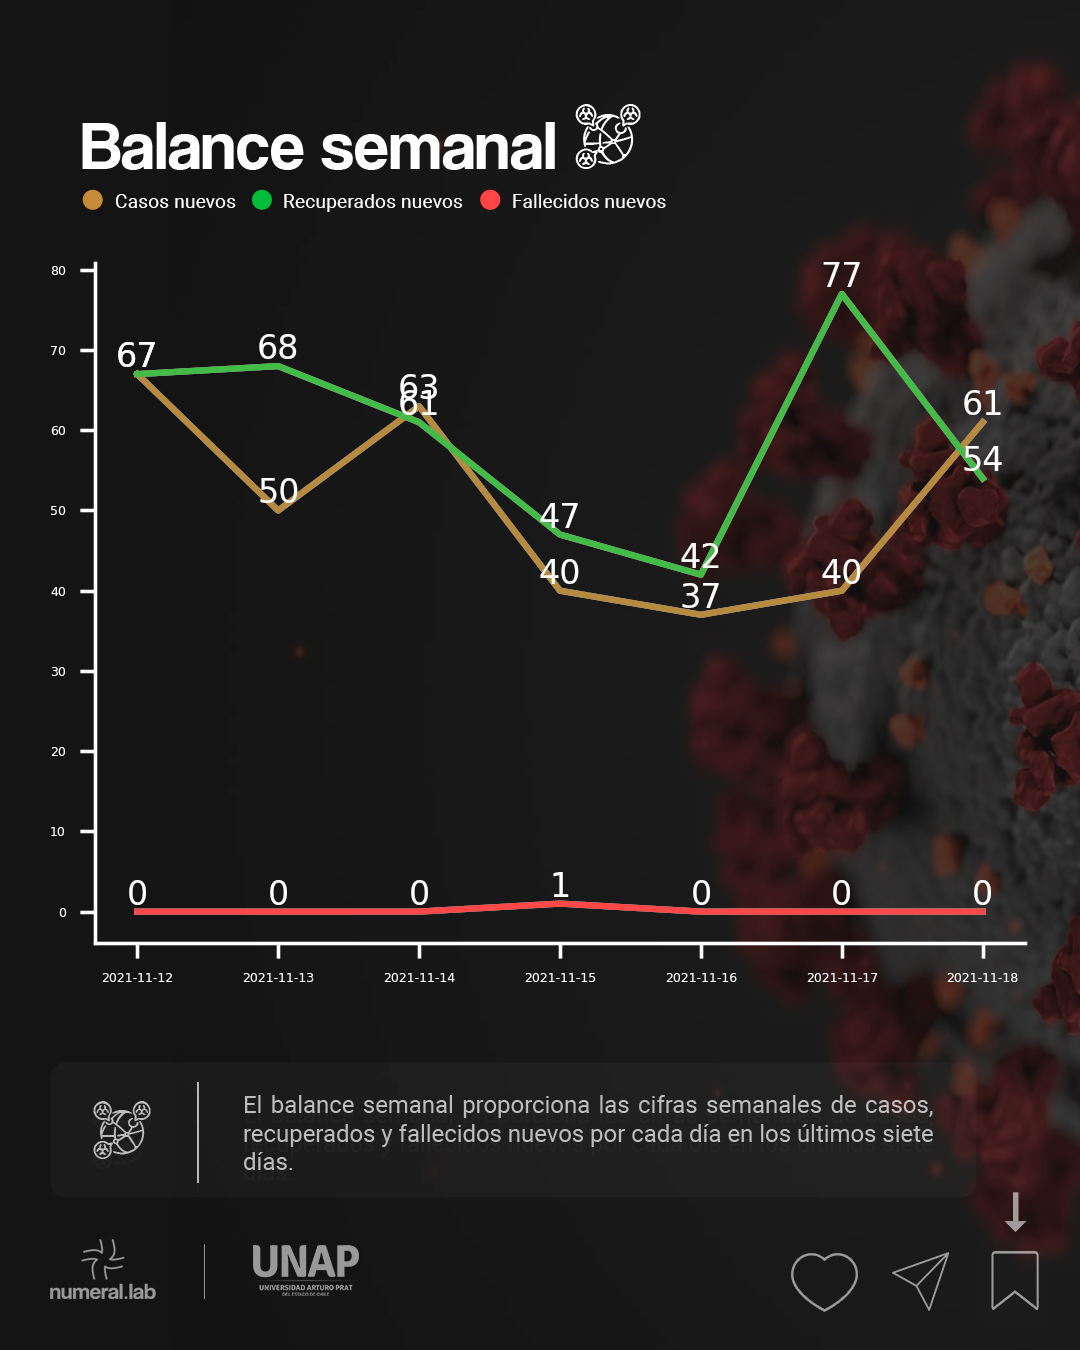 Balance semanal
Casos nuevos Recuperados nuevos Fallecidos nuevos
80
70
60
50
40
30
20
10
0
67
68
63
61
50
47
40
42
37
77
40
61
54
0 0 0 1 0 0 0
2021-11-12 2021-11-13 2021-11-14 2021-11-15 2021-11-16 2021-11-17 2021-11-18
El balance semanal proporciona las cifras semanales de casos,
recuperados y fallecidos nuevos por cada día en los últimos siete
días.
numeral.lab
UNAP
UNIVERSIDAD ARTURO PRAT
DEL ESTADO DE CHILE